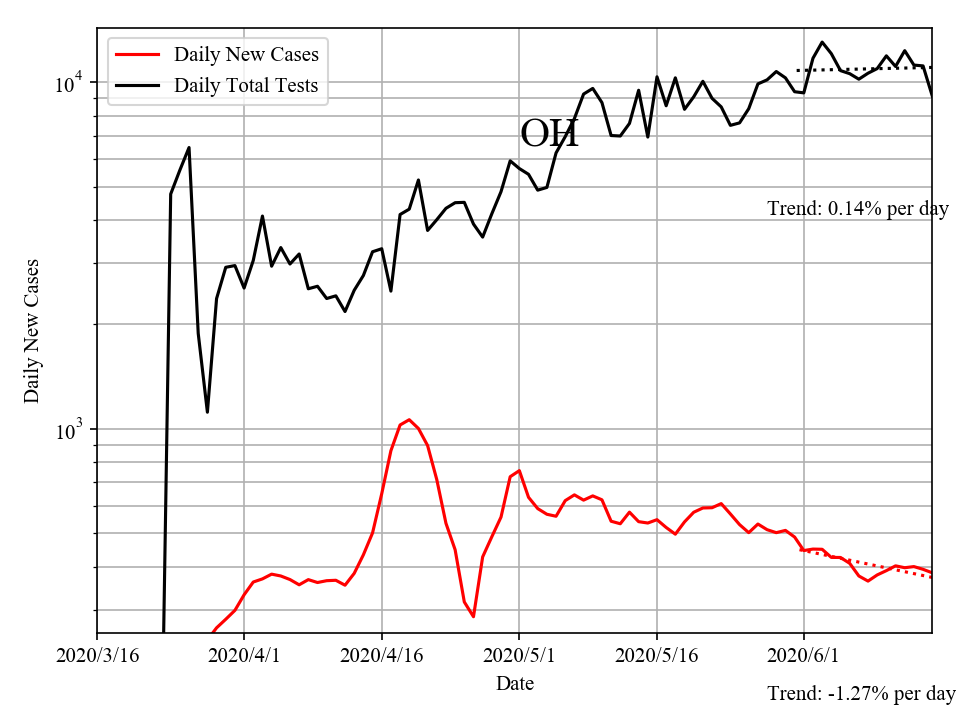 Daily New Cases
Daily Total Tests
OH
Trend: 0.14% per day
10^4
10^3
Daily New Cases
2020/3/16
2020/4/1
2020/4/16
2020/5/1
2020/5/16
2020/6/1
Date
Trend: -1.27% per day